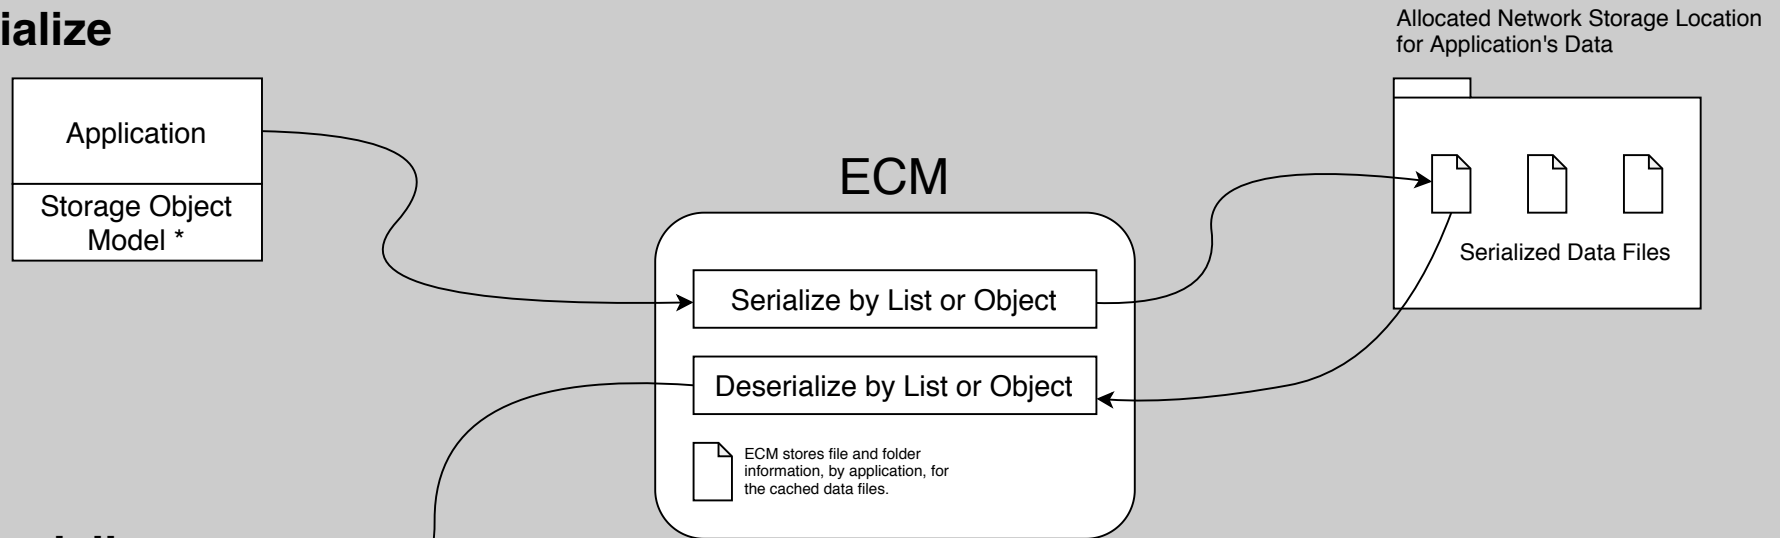 ialize
Allocated Network Storage Location
for Application's Data
Application
Storage Object
Model *
ECM
Serialize by List or Object
Serialized Data Files
Deserialize by List or Object
ECM stores file and folder
information, by application, for
the cached data files.